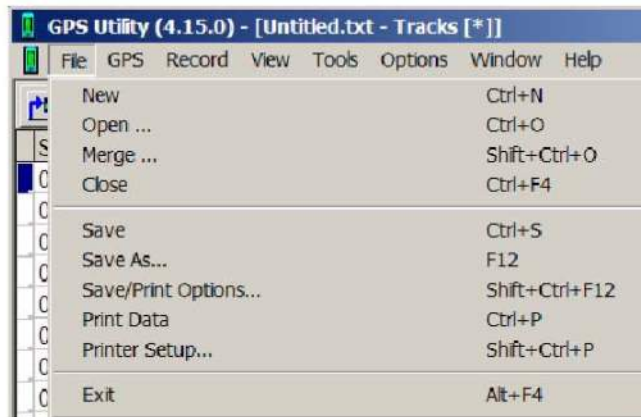 GPS Utility (4.15.0) - [Untitled.txt - Tracks [*]]
File GPS Record View Tools Options Window Help
New Ctrl+N
Open ... Ctrl+O
Merge ... Shift+Ctrl+O
Close Ctrl+F4
Save Ctrl+S
Save As... F12
Save/Print Options... Shift+Ctrl+F12
Print Data Ctrl+P
Printer Setup... Shift+Ctrl+P
Exit Alt+F4